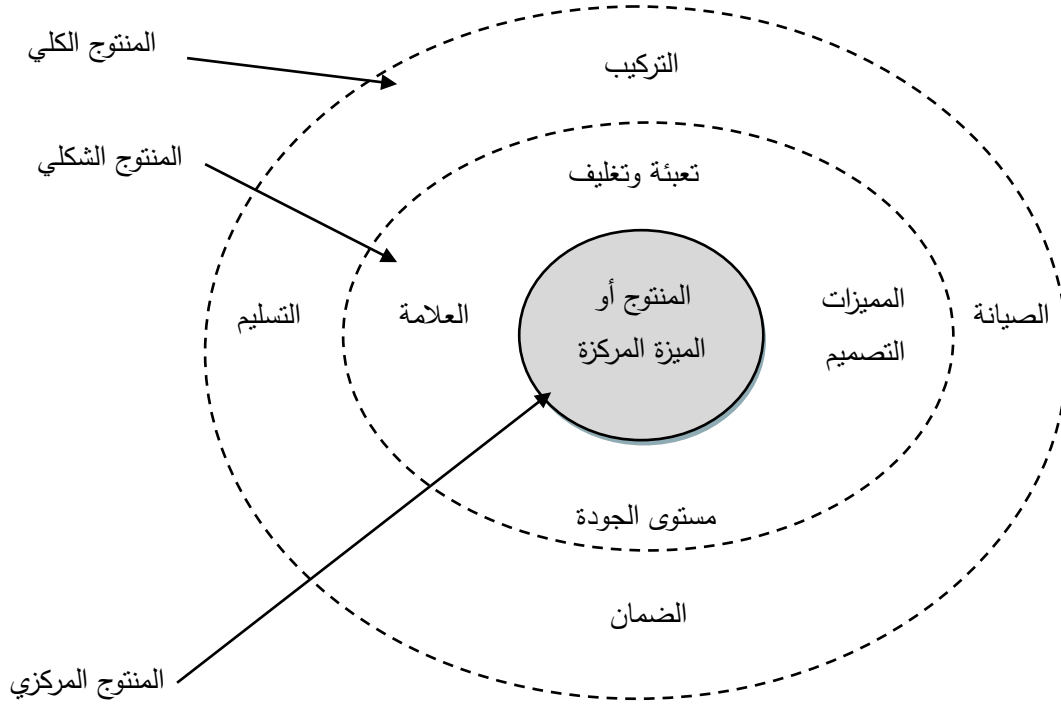 المنتوج الكلي
التركيب
المنتوج الشكلي
تعبئة وتغليف
المنتوج أو
الميزة المركزة
المميزات
التصميم
الصيانة
العلامة
التسليم
مستوى الجودة
الضمان
المنتوج المركزي